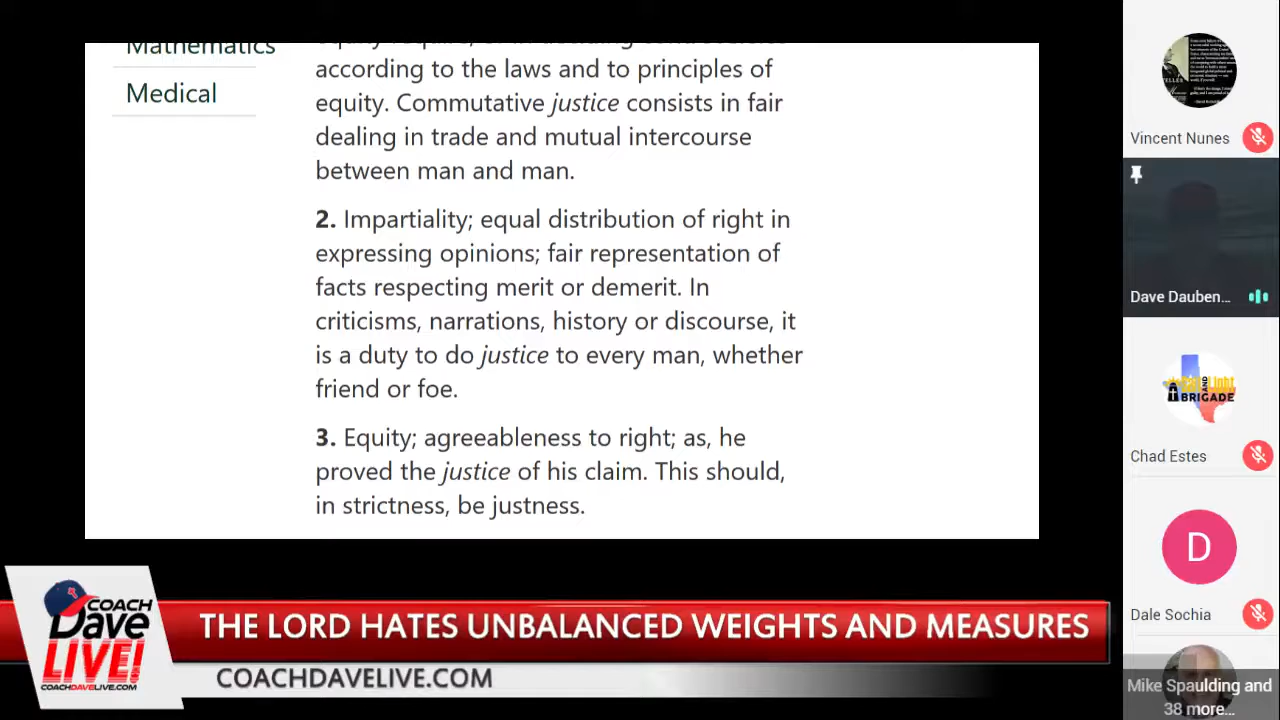 Mathematics
Medical
according to the laws and to principles of
equity. Commutative justice consists in fair
dealing in trade and mutual intercourse
between man and man.
2. Impartiality; equal distribution of right in
expressing opinions; fair representation of
facts respecting merit or demerit. In
criticisms, narrations, history or discourse, it
is a duty to do justice to every man, whether
friend or foe.
3. Equity; agreeableness to right; as, he
proved the justice of his claim. This should,
in strictness, be justness.
Vincent Nunes
Dave Dauben...
BRIGADE
Chad Estes
D
Dale Sochia
Mike Spaulding and
38 more...
COACH
Dave
LIVE!
COACHDAVELIVE.COM
THE LORD HATES UNBALANCED WEIGHTS AND MEASURES
COACHDAVELIVE.COM